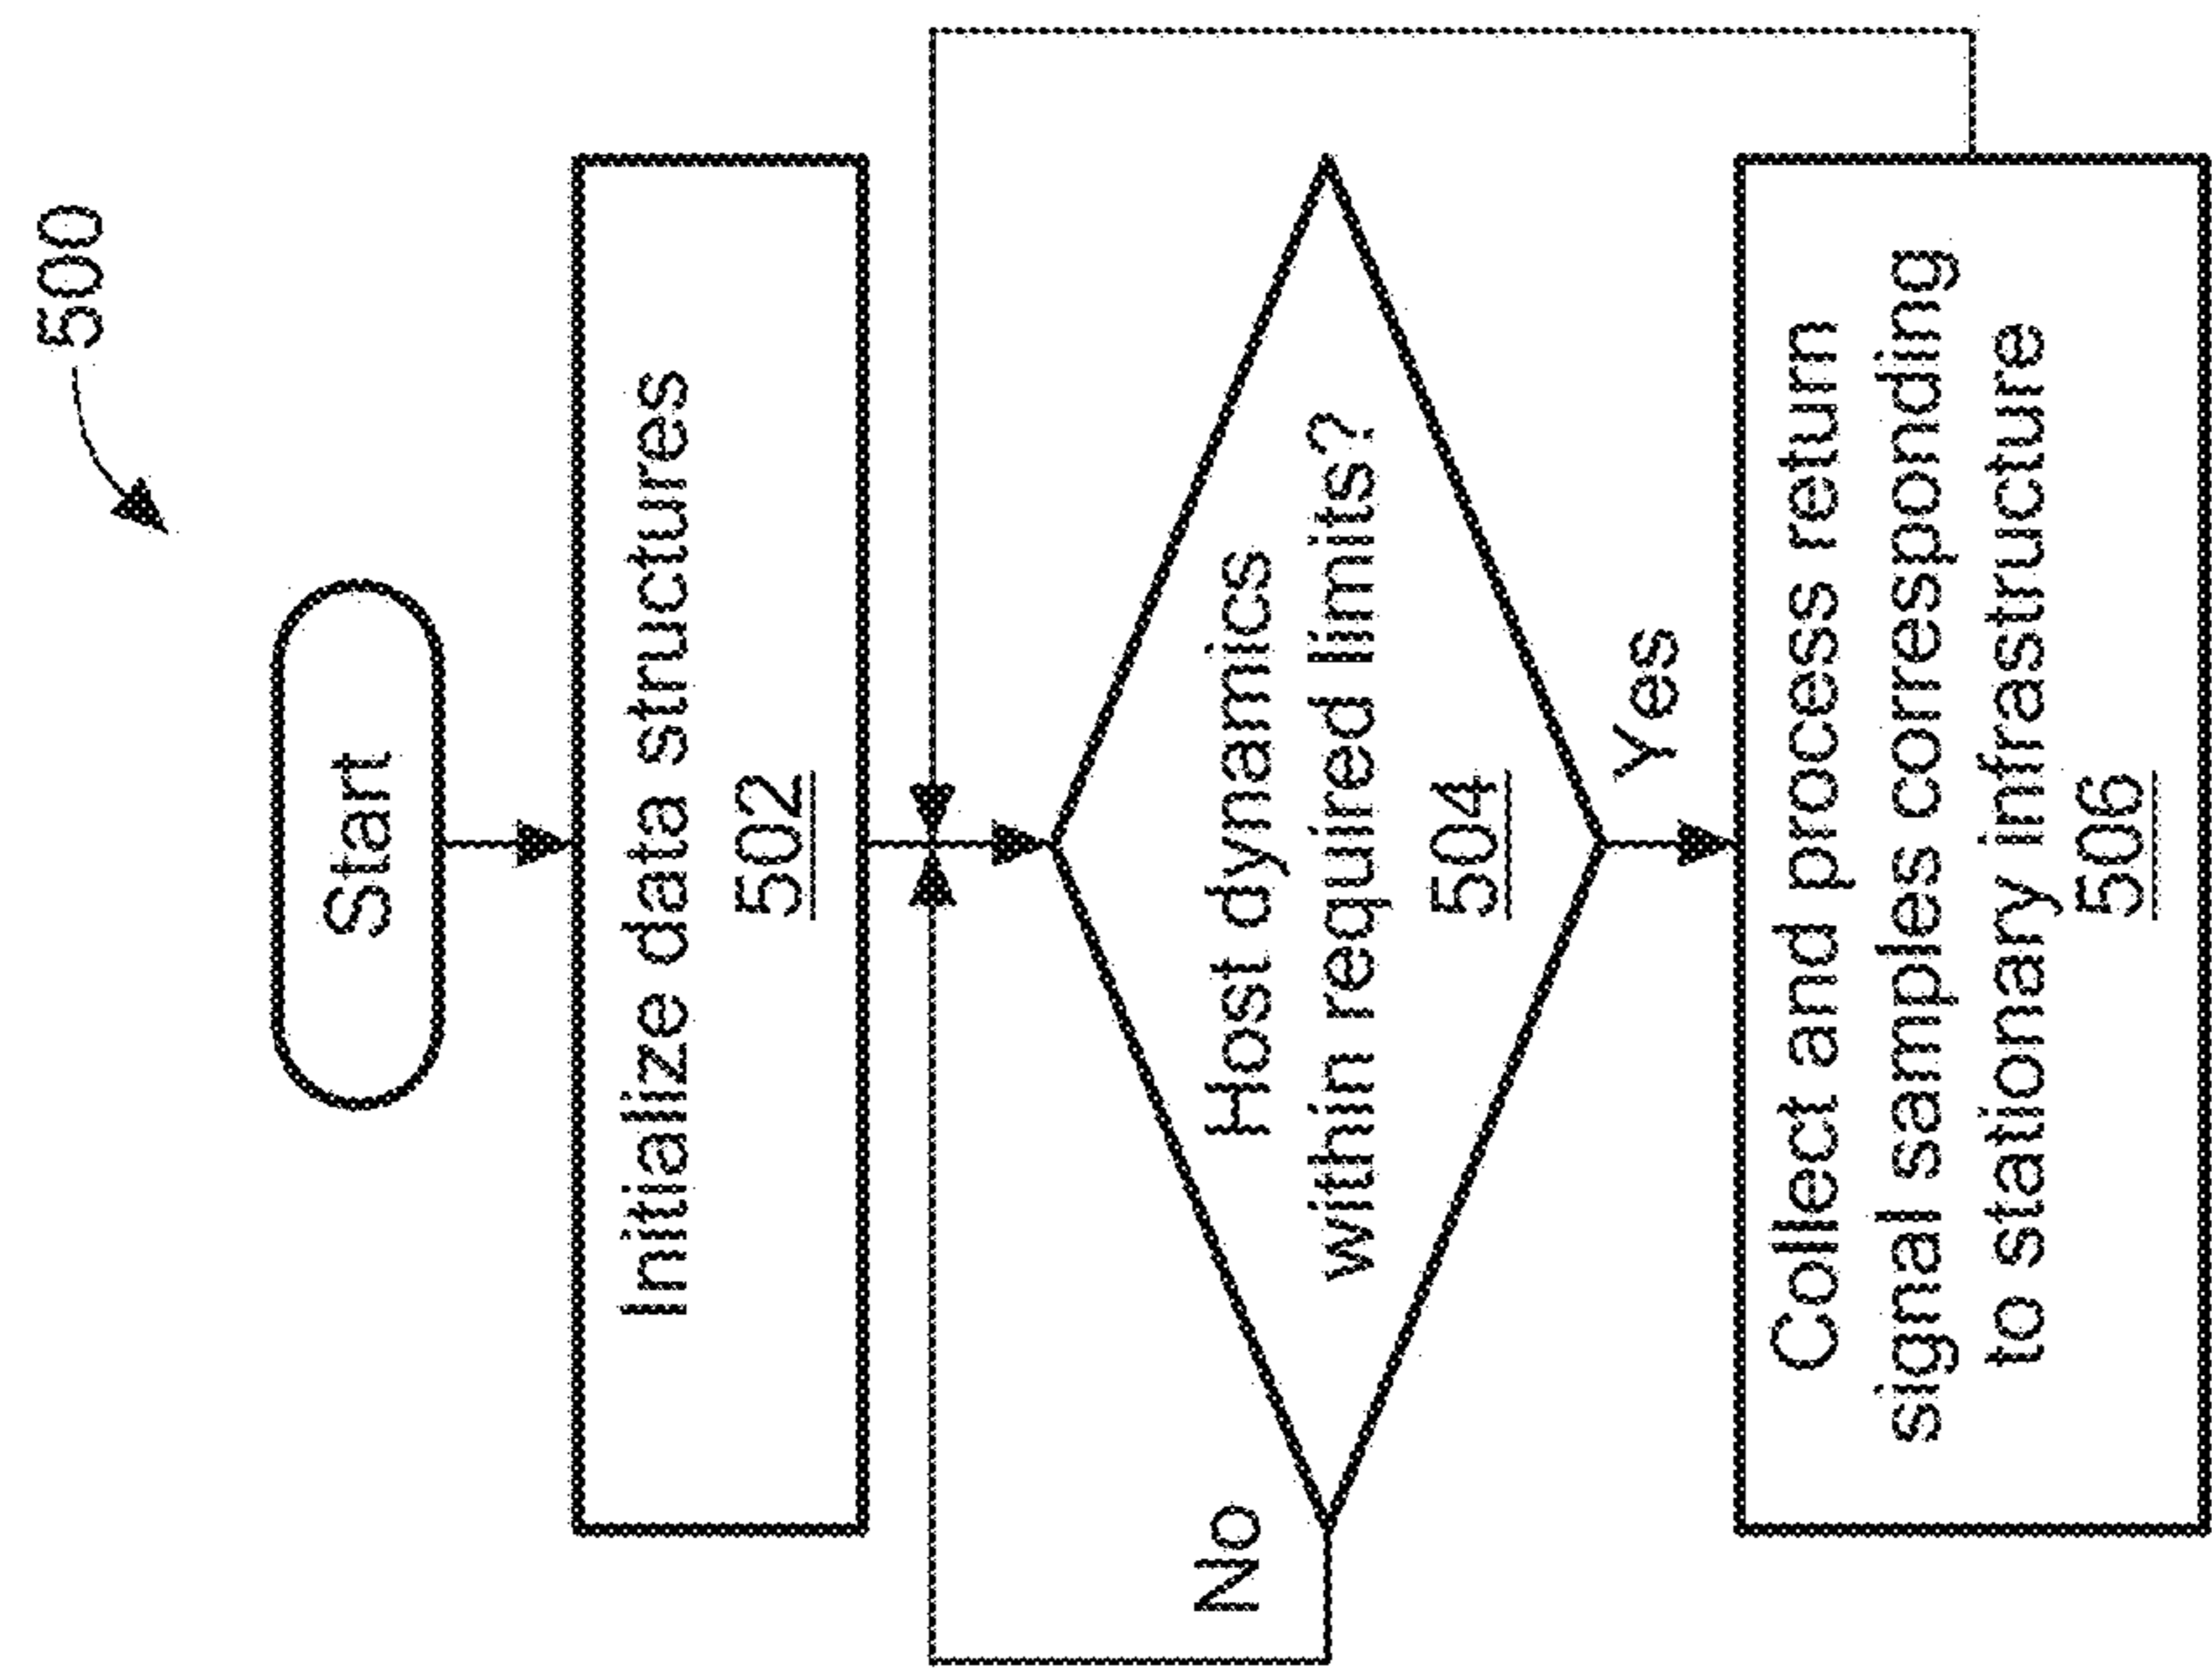 500
Start
Initialize data structures
502
Host dynamics
within required limits?
504
No
Yes
Collect and process return
signal samples corresponding
to stationary infrastructure
506